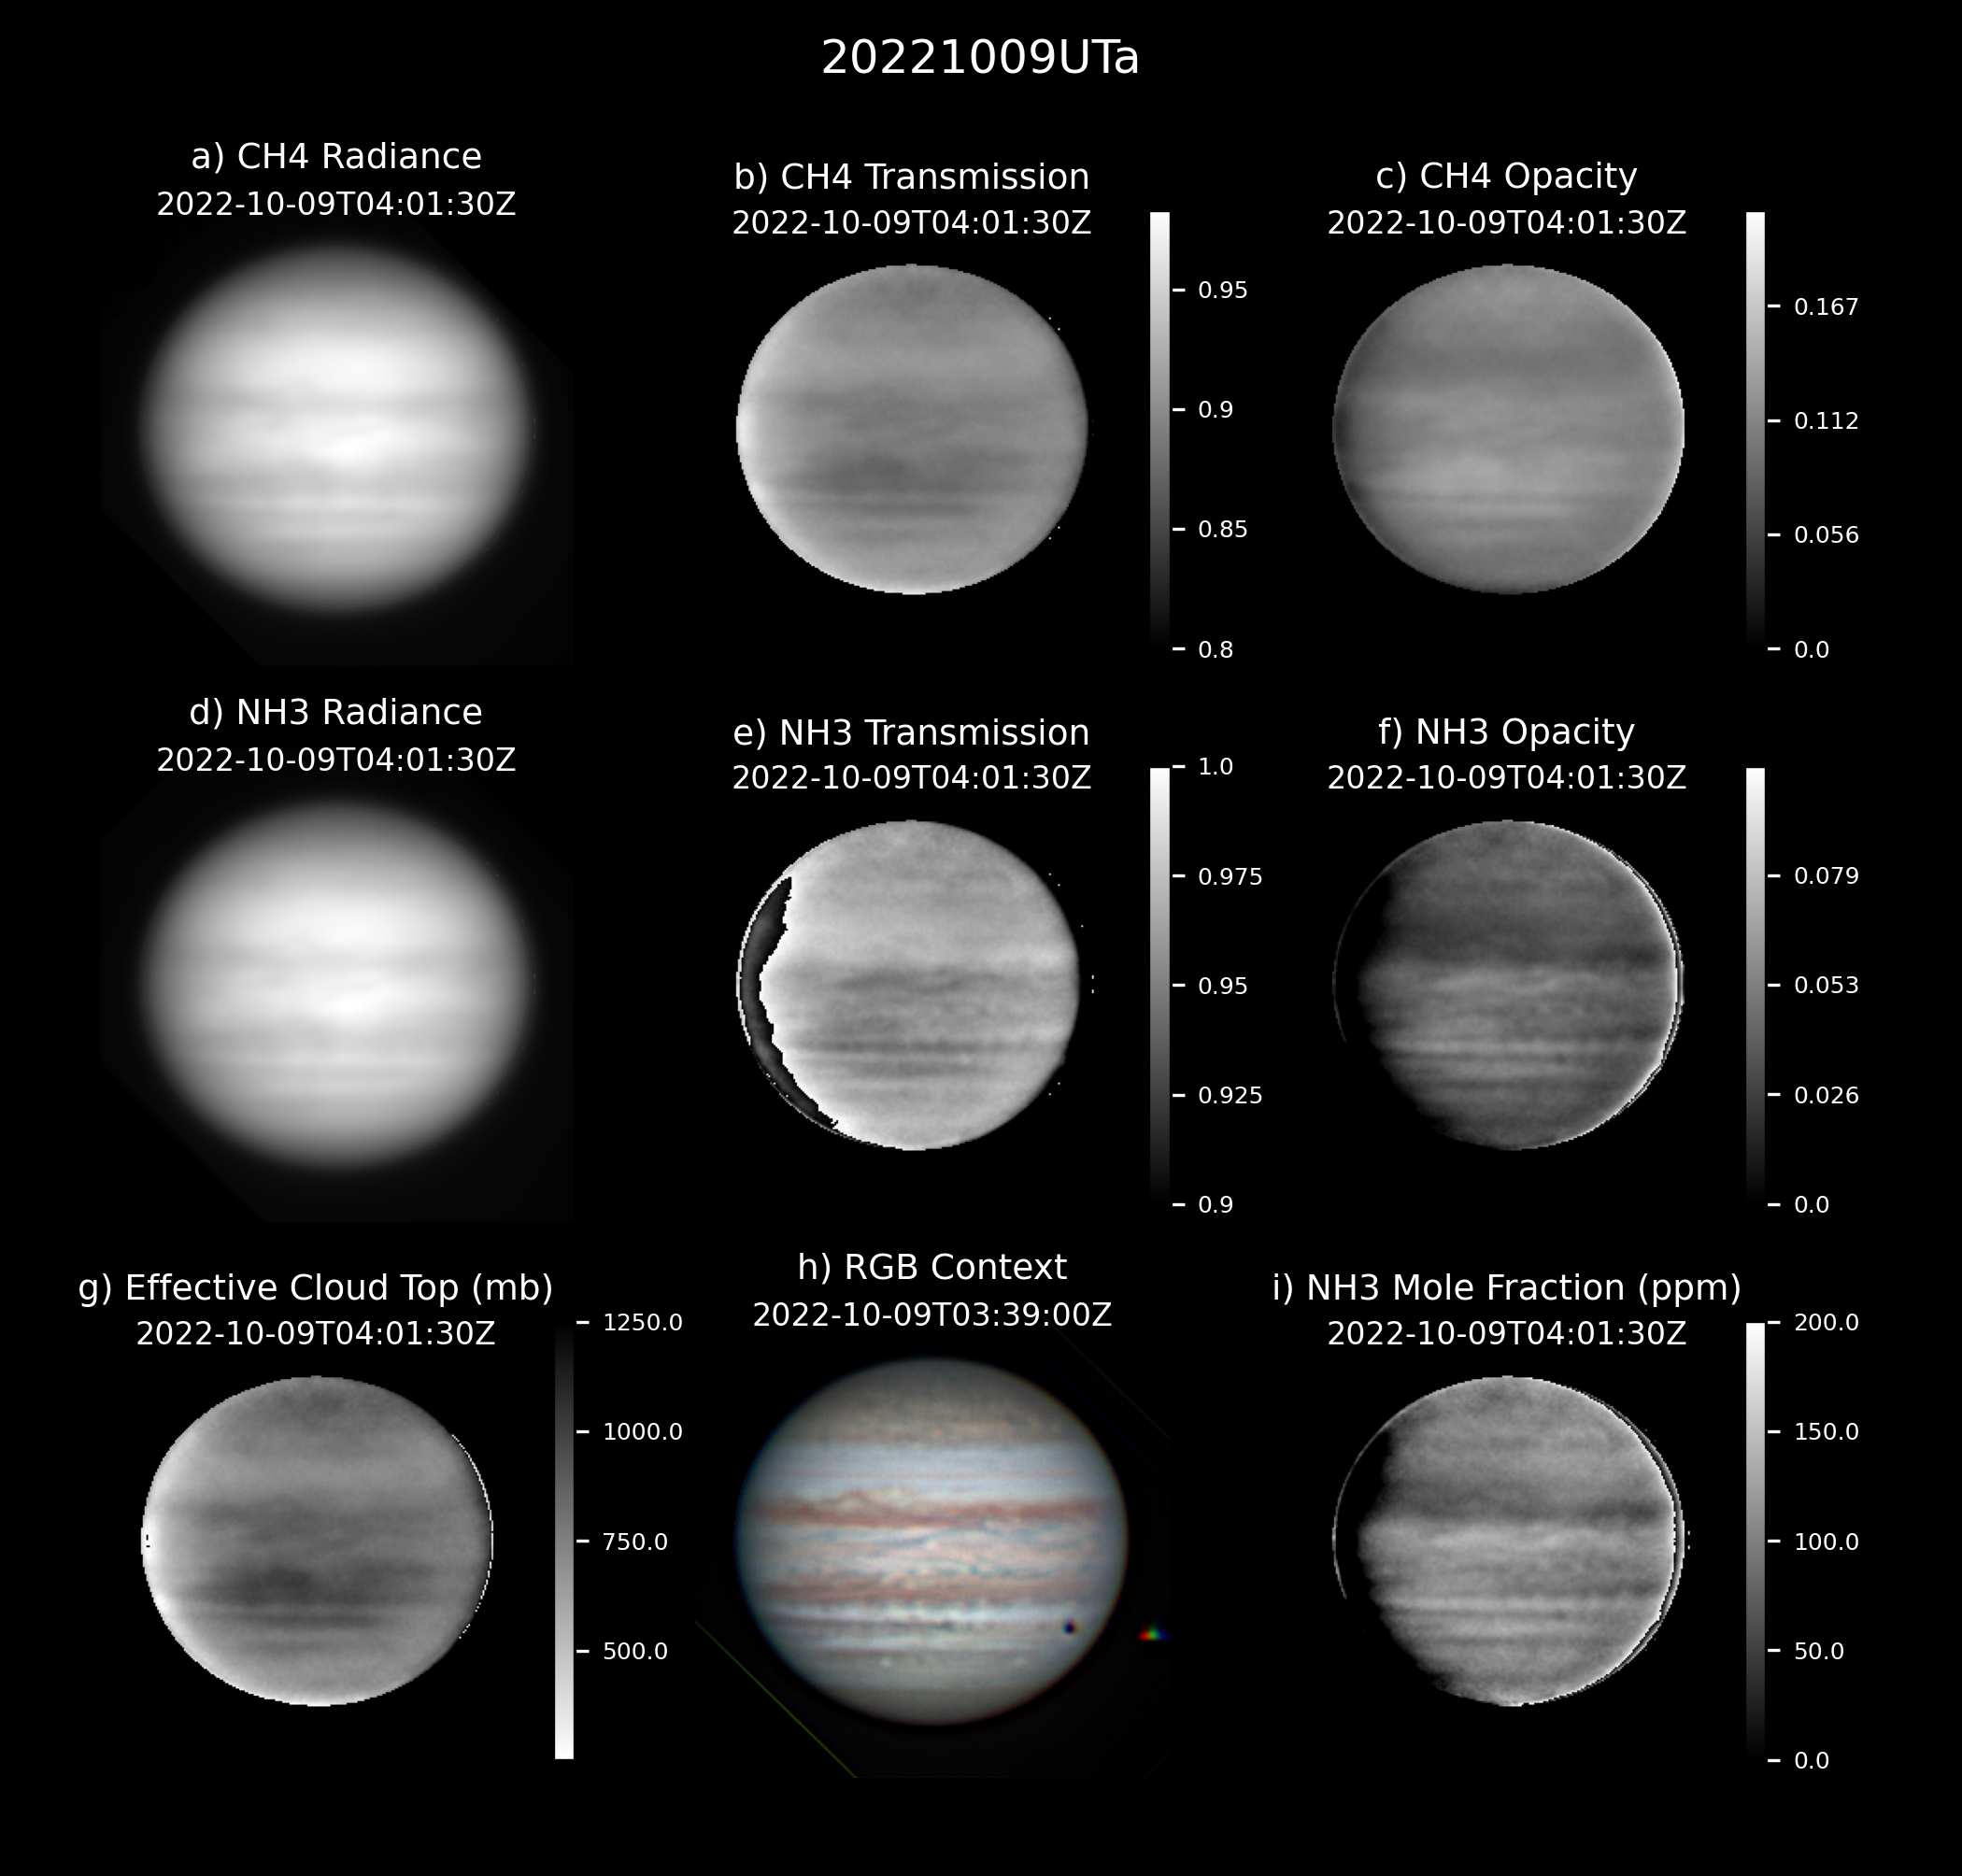 20221009UTa
a) CH4 Radiance
2022-10-09T04:01:30Z
b) CH4 Transmission
2022-10-09T04:01:30Z
0.95
0.9
0.85
0.8
c) CH4 Opacity
2022-10-09T04:01:30Z
0.167
0.112
0.056
0.0
d) NH3 Radiance
2022-10-09T04:01:30Z
e) NH3 Transmission
2022-10-09T04:01:30Z
1.0
0.975
0.95
0.925
0.9
f) NH3 Opacity
2022-10-09T04:01:30Z
0.079
0.053
0.026
0.0
g) Effective Cloud Top (mb)
2022-10-09T04:01:30Z
1250.0
1000.0
750.0
500.0
h) RGB Context
2022-10-09T03:39:00Z
i) NH3 Mole Fraction (ppm)
2022-10-09T04:01:30Z
200.0
150.0
100.0
50.0
0.0